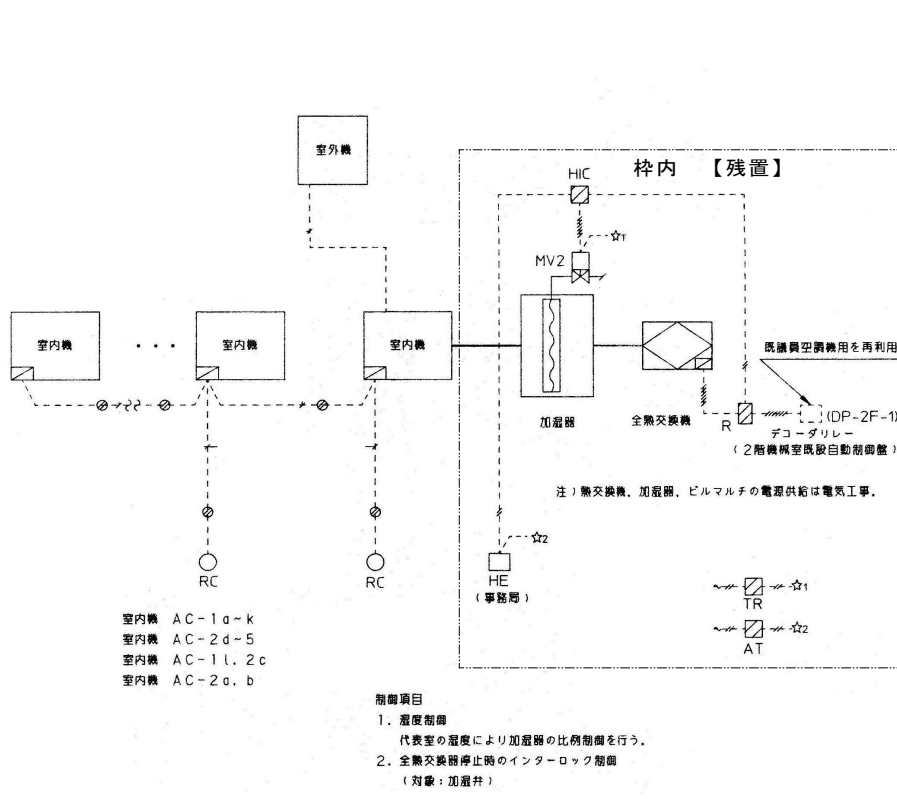 室外機
枠内 【残置】
HIC
☆1
MV2
室内機
・・・
室内機
室内機
既議員空調機用を再利用
加湿器
全熱交換機
R
(DP-2F-1)
デコーダリレー
(2階機械室既設自動制御盤)
注)熱交換機、加湿器、ビルマルチの電源供給は電気工事。
☆2
RC
RC
HE
(事務局)
☆1
TR
☆2
AT
室内機 AC-1a~k
室内機 AC-2d~5
室内機 AC-1l, 2c
室内機 AC-2a, b
制御項目
1. 湿度制御
代表室の湿度により加湿器の比例制御を行う。
2. 全熱交換器停止時のインターロック制御
(対象:加湿弁)